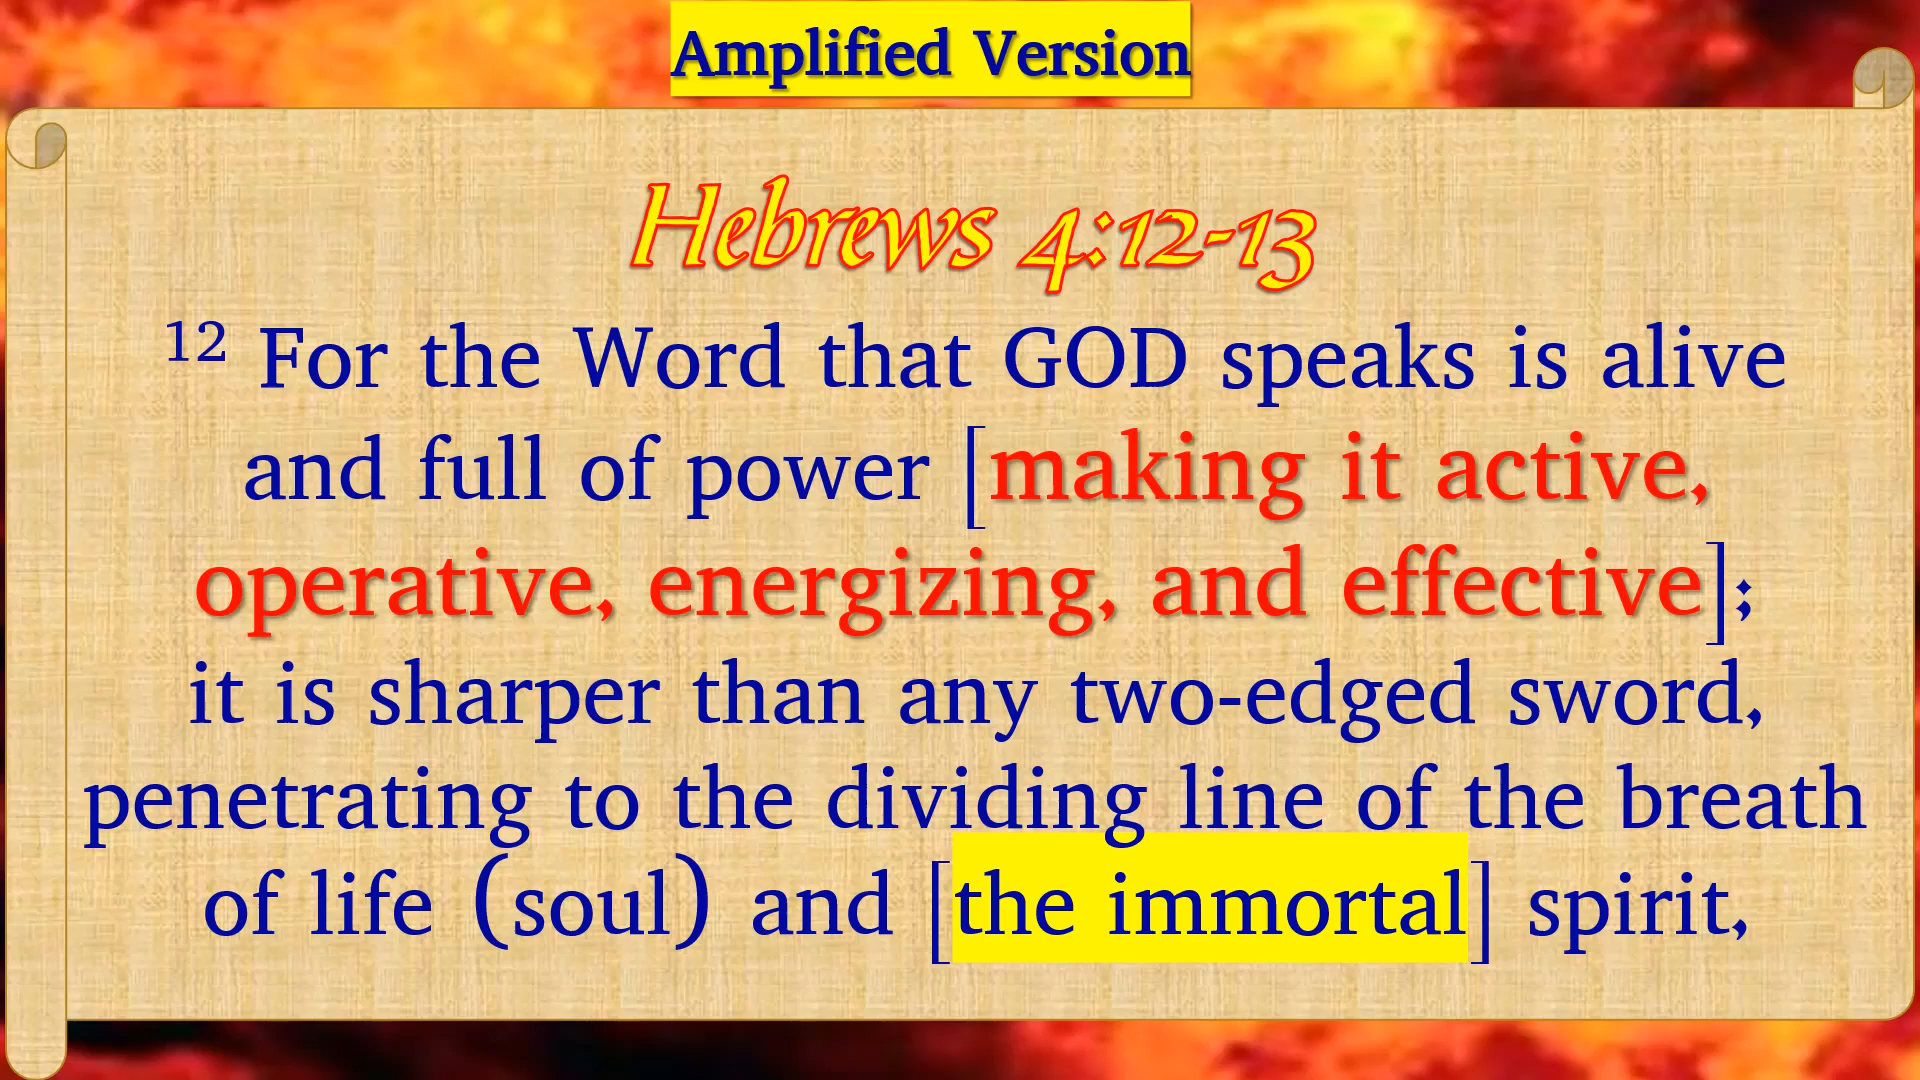 Amplified Version
Hebrews 4:12-13
12 For the Word that GOD speaks is alive
and full of power [making it active,
operative, energizing, and effective];
it is sharper than any two-edged sword,
penetrating to the dividing line of the breath
of life (soul) and [the immortal] spirit,